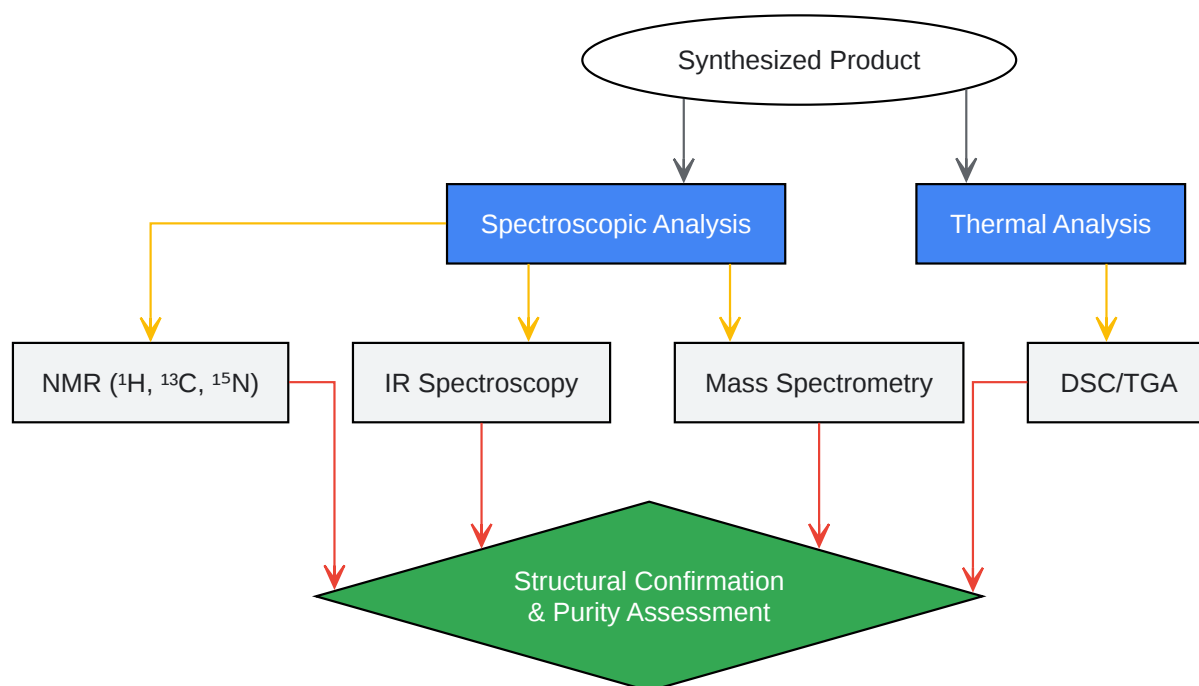 Synthesized Product
Spectroscopic Analysis
Thermal Analysis
NMR (¹H, ¹³C, ¹⁵N)
IR Spectroscopy
Mass Spectrometry
DSC/TGA
Structural Confirmation
& Purity Assessment